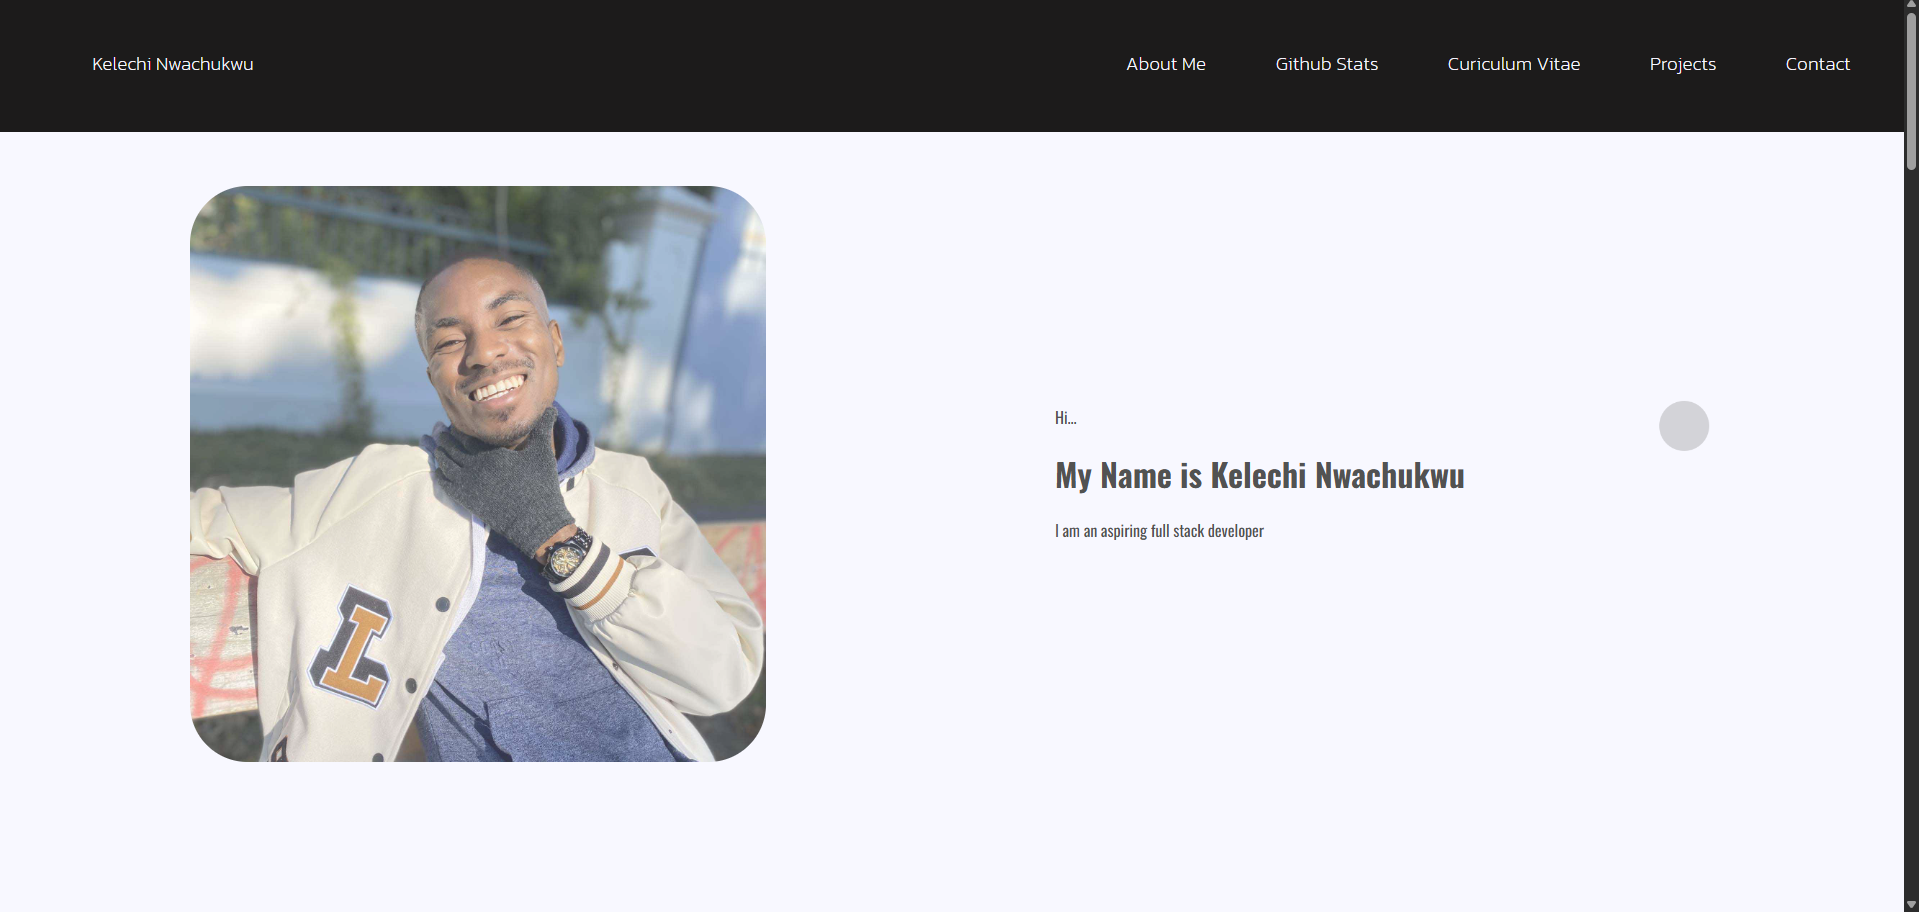 Kelechi Nwachukwu
About Me
Github Stats
Curiculum Vitae
Projects
Contact
Hi...
My Name is Kelechi Nwachukwu
I am an aspiring full stack developer
L